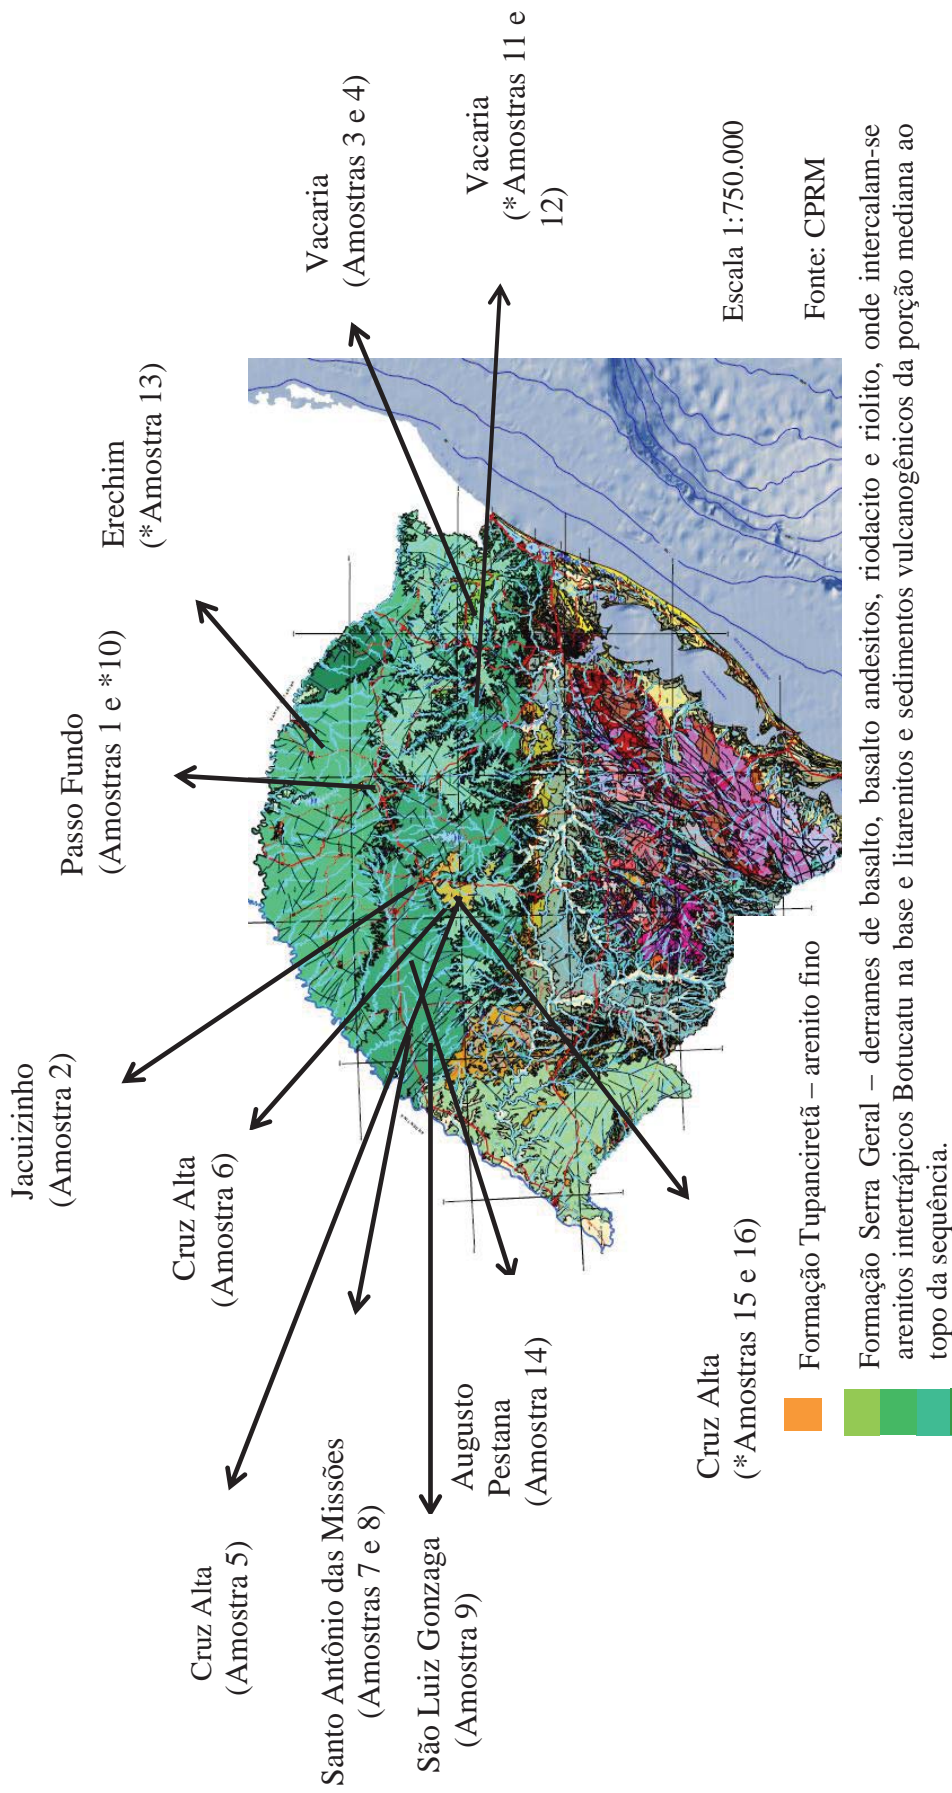 Jacuizinho
(Amostra 2)
Passo Fundo
(Amostras 1 e *10)
Erechim
(*Amostra 13)
Cruz Alta
(Amostra 6)
Cruz Alta
(Amostra 5)
Vacaria
(Amostras 3 e 4)
Santo Antônio das Missões
(Amostras 7 e 8)
São Luiz Gonzaga
(Amostra 9)
Augusto
Pestana
(Amostra 14)
Vacaria
(*Amostras 11 e
12)
Cruz Alta
(*Amostras 15 e 16)
Escala 1:750.000
Fonte: CPRM
Formação Tupanciretã – arenito fino
Formação Serra Geral – derrames de basalto, basalto andesitos, riodacito e riolito, onde intercalam-se
arenitos intertrápicos Botucatu na base e litarenitos e sedimentos vulcanogênicos da porção mediana ao
topo da sequência.